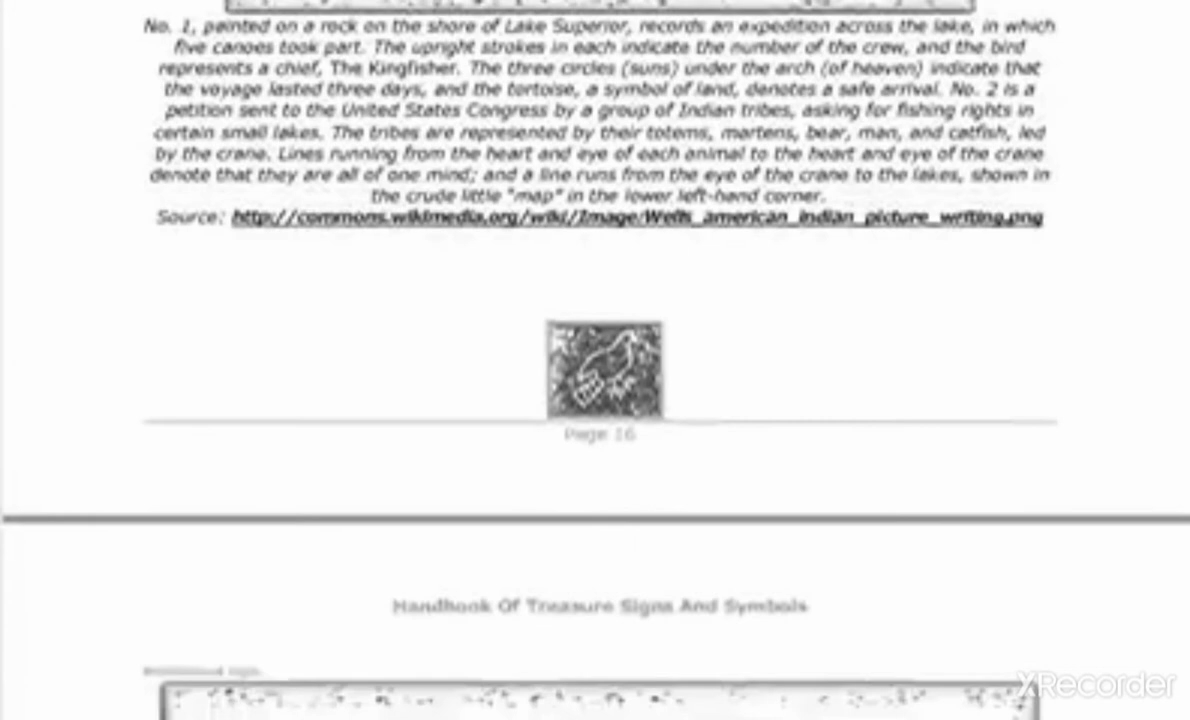 No. 1, painted on a rock on the shore of Lake Superior, records an expedition across the lake, in which
five canoes took part. The upright strokes in each indicate the number of the crew, and the bird
represents a chief, The Kingfisher. The three circles (suns) under the arch (of heaven) indicate that
the voyage lasted three days, and the tortoise, a symbol of land, denotes a safe arrival. No. 2 is a
petition sent to the United States Congress by a group of Indian tribes, asking for fishing rights in
certain small lakes. The tribes are represented by their totems, martens, bear, man, and catfish, led
by the crane. Lines running from the heart and eye of each animal to the heart and eye of the crane
denote that they are all of one mind; and a line runs from the eye of the crane to the lakes, shown in
the crude little "map" in the lower left-hand corner.
Source: http://commons.wikimedia.org/wiki//Image:Wells_american_indian_picture_writing.png
Page 16
Handbook Of Treasure Signs And Symbols
XRecorder